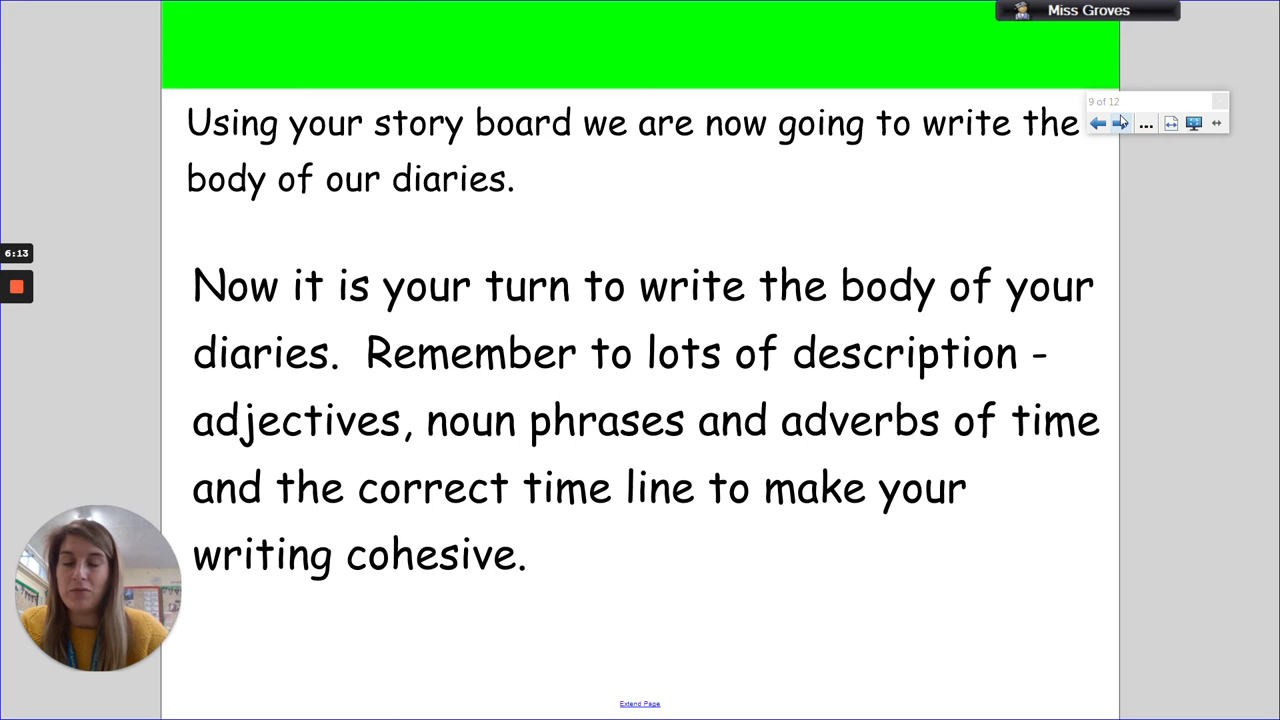 Miss Groves
9 of 12
Using your story board we are now going to write the
body of our diaries.
6:13
Now it is your turn to write the body of your
diaries.  Remember to lots of description -
adjectives, noun phrases and adverbs of time
and the correct time line to make your
writing cohesive.
Extend Page